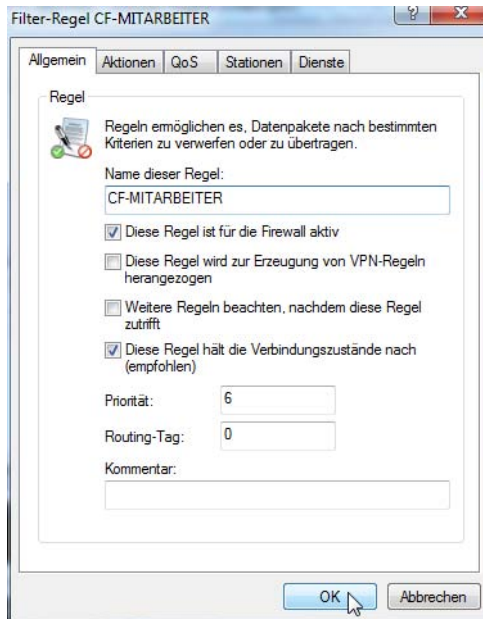 Filter-Regel CF-MITARBEITER
Allgemein Aktionen QoS Stationen Dienste
Regel
Regeln ermöglichen es, Datenpakete nach bestimmten
Kriterien zu verwerfen oder zu übertragen.
Name dieser Regel:
CF-MITARBEITER
Diese Regel ist für die Firewall aktiv
Diese Regel wird zur Erzeugung von VPN-Regeln
herangezogen
Weitere Regeln beachten, nachdem diese Regel
zutrifft
Diese Regel hält die Verbindungszustände nach
(empfohlen)
Priorität: 6
Routing-Tag: 0
Kommentar:
OK Abbrechen